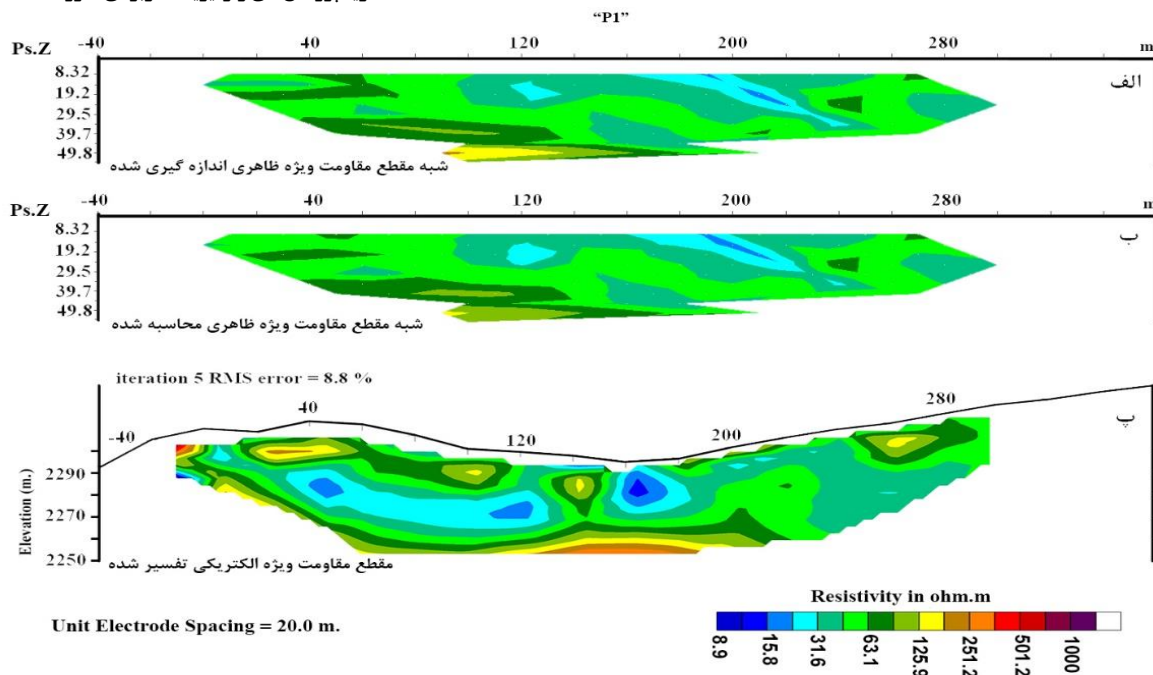 “P1”
Ps.Z -40 40 120 200 280 m
8.32
19.2
29.5
39.7
49.8
الف
شبه مقطع مقاومت ویژه ظاهری اندازه گیری شده
Ps.Z -40 40 120 200 280 m
8.32
19.2
29.5
39.7
49.8
ب
شبه مقطع مقاومت ویژه ظاهری محاسبه شده
iteration 5 RMS error = 8.8 %
-40 40 120 200 280
پ
Elevation (m.)
2290
2270
2250
مقطع مقاومت ویژه الکتریکی تفسیر شده
Unit Electrode Spacing = 20.0 m.
Resistivity in ohm.m
8.9 15.8 31.6 63.1 125.9 251.2 501.2 1000